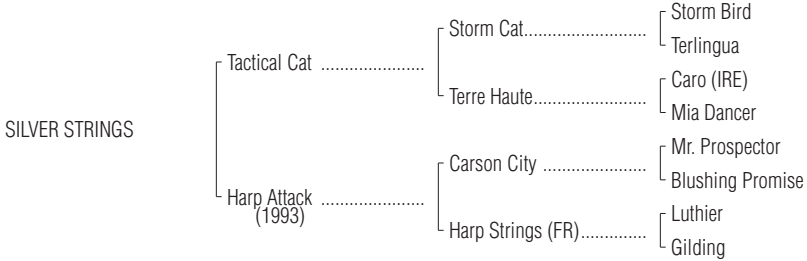 Storm Bird
Storm Cat..........................
Terlingua
Tactical Cat ......................
Caro (IRE)
Terre Haute........................
Mia Dancer
SILVER STRINGS
Mr. Prospector
Carson City ......................
Blushing Promise
Harp Attack ......................
(1993)
Luthier
Harp Strings (FR)..............
Gilding